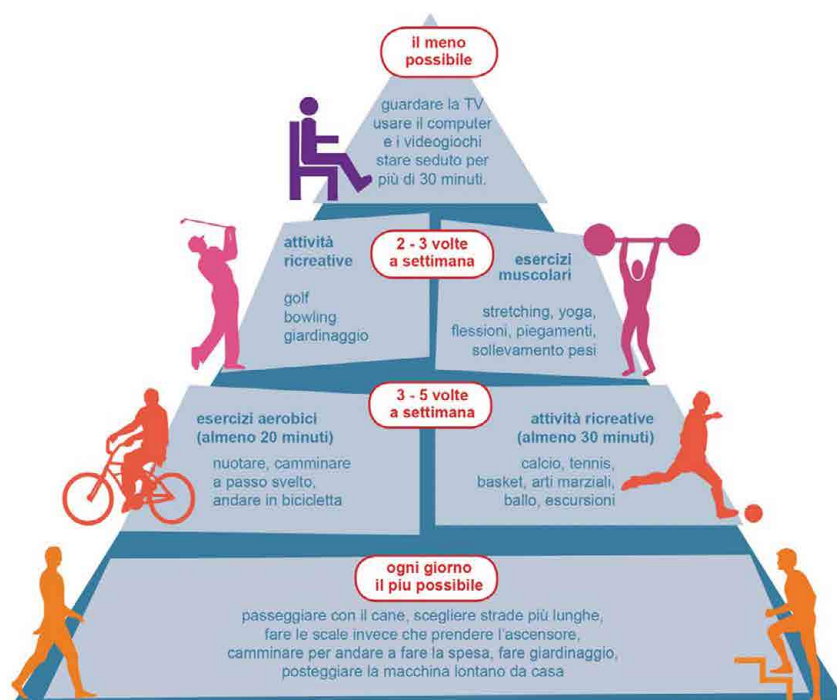 il meno
possibile
guardare la TV
usare il computer
e i videogiochi
stare seduto per
più di 30 minuti.
2 - 3 volte
a settimana
attività
ricreative
golf
bowling
giardinaggio
esercizi
muscolari
stretching, yoga,
flessioni, piegamenti,
sollevamento pesi
3 - 5 volte
a settimana
esercizi aerobici
(almeno 20 minuti)
nuotare, camminare
a passo svelto,
andare in bicicletta
attività ricreative
(almeno 30 minuti)
calcio, tennis,
basket, arti marziali,
ballo, escursioni
ogni giorno
il piu possibile
passeggiare con il cane, scegliere strade più lunghe,
fare le scale invece che prendere l'ascensore,
camminare per andare a fare la spesa, fare giardinaggio,
posteggiare la macchina lontano da casa